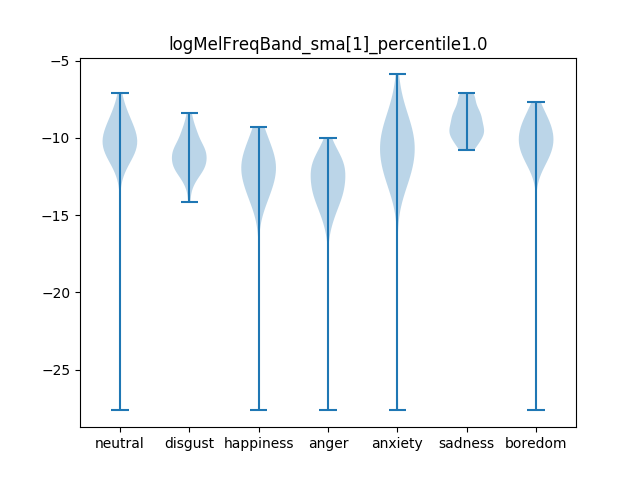 logMelFreqBand_sma[1]_percentile1.0
−5
−10
−15
−20
−25
neutral disgust happiness anger anxiety sadness boredom